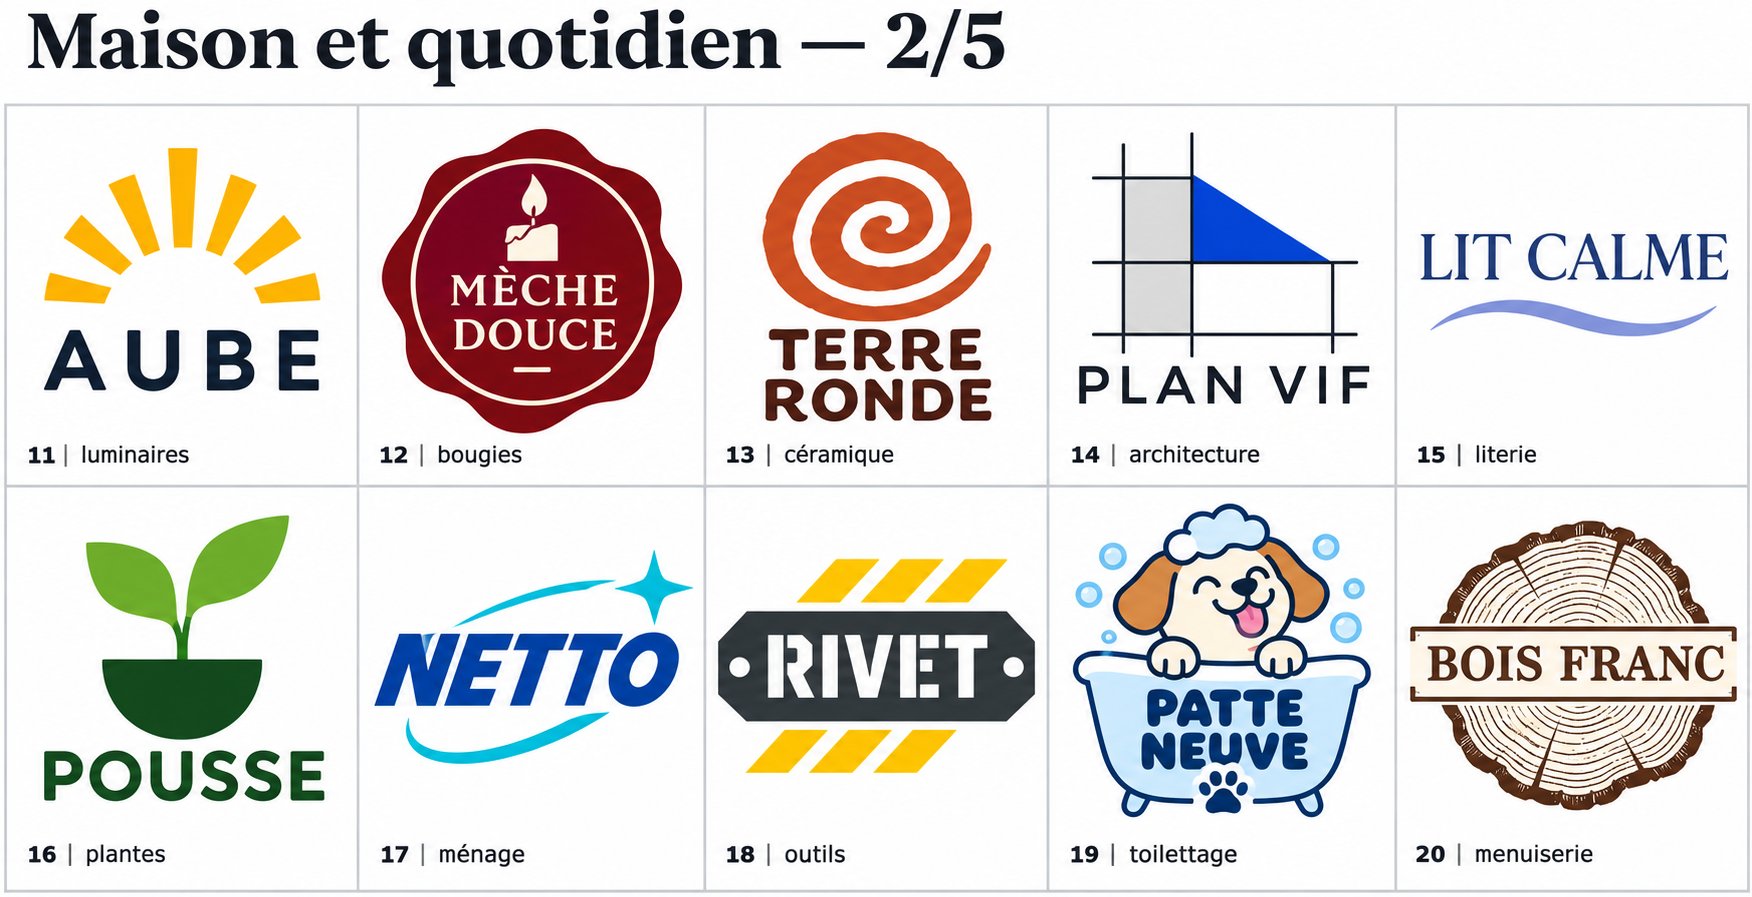 Maison et quotidien — 2/5
AUBE
11 | luminaires
MÈCHE
DOUCE
12 | bougies
TERRE
RONDE
13 | céramique
PLAN VIF
14 | architecture
LIT CALME
15 | literie
POUSSE
16 | plantes
NETTO
17 | ménage
RIVET
18 | outils
PATTE
NEUVE
19 | toilettage
BOIS FRANC
20 | menuiserie